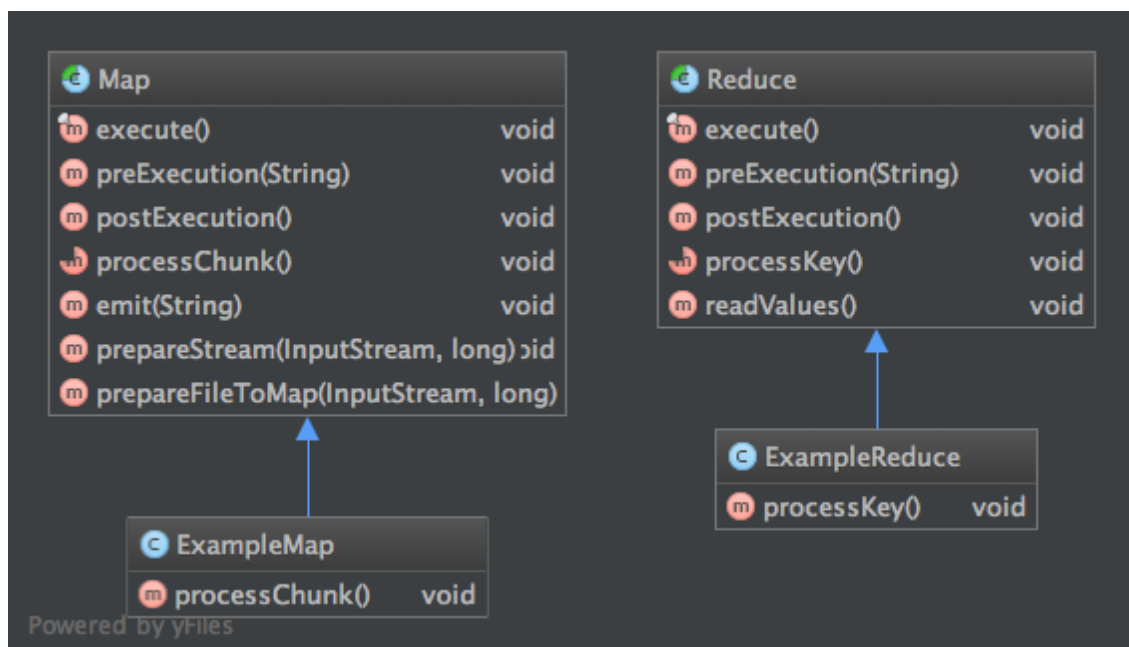 Map
execute() void
preExecution(String) void
postExecution() void
processChunk() void
emit(String) void
prepareStream(InputStream, long) oid
prepareFileToMap(InputStream, long)
Reduce
execute() void
preExecution(String) void
postExecution() void
processKey() void
readValues() void
ExampleReduce
processKey() void
ExampleMap
processChunk() void
Powered by yFiles